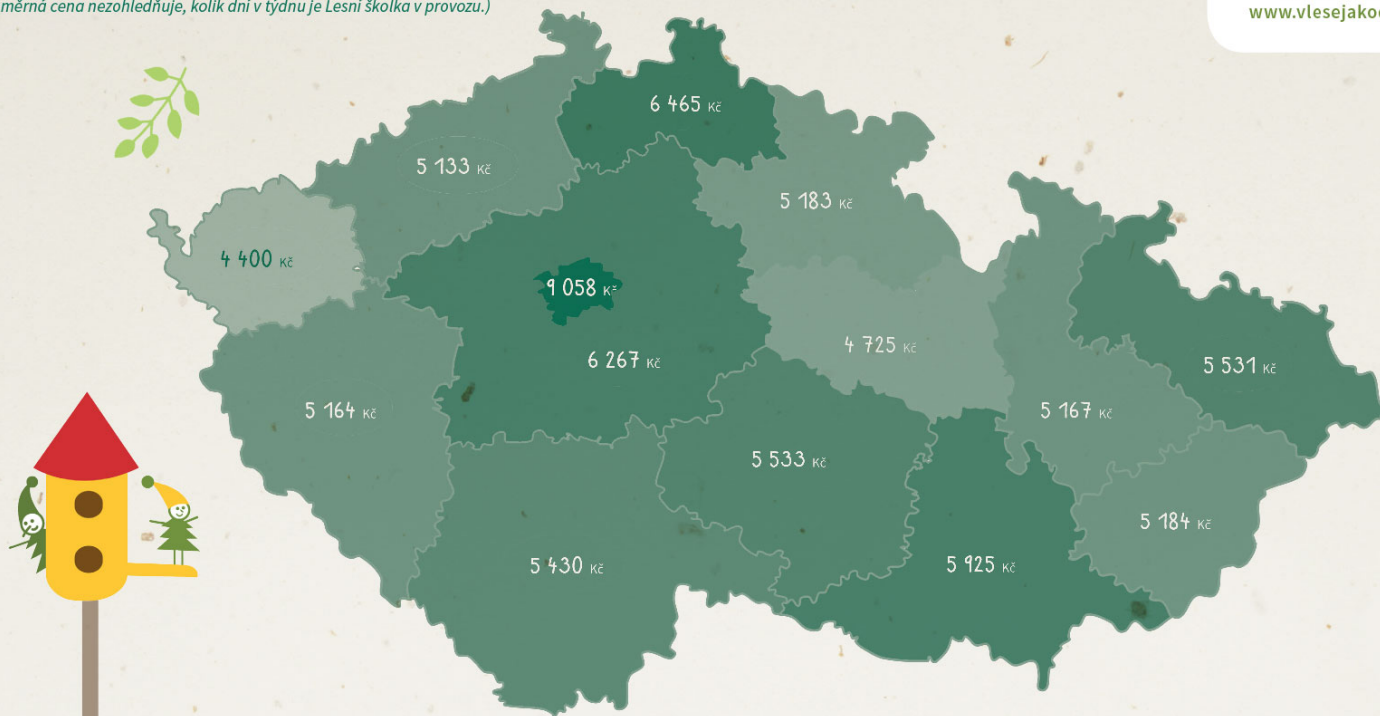 měrná cena nezohledňuje, kolik dní v týdnu je Lesní školka v provozu.)
www.vlesejako
6 465 Kč
5 133 Kč
5 183 Kč
4 400 Kč
9 058 Kč
4 725 Kč
6 267 Kč
5 531 Kč
5 164 Kč
5 167 Kč
5 533 Kč
5 184 Kč
5 430 Kč
5 925 Kč